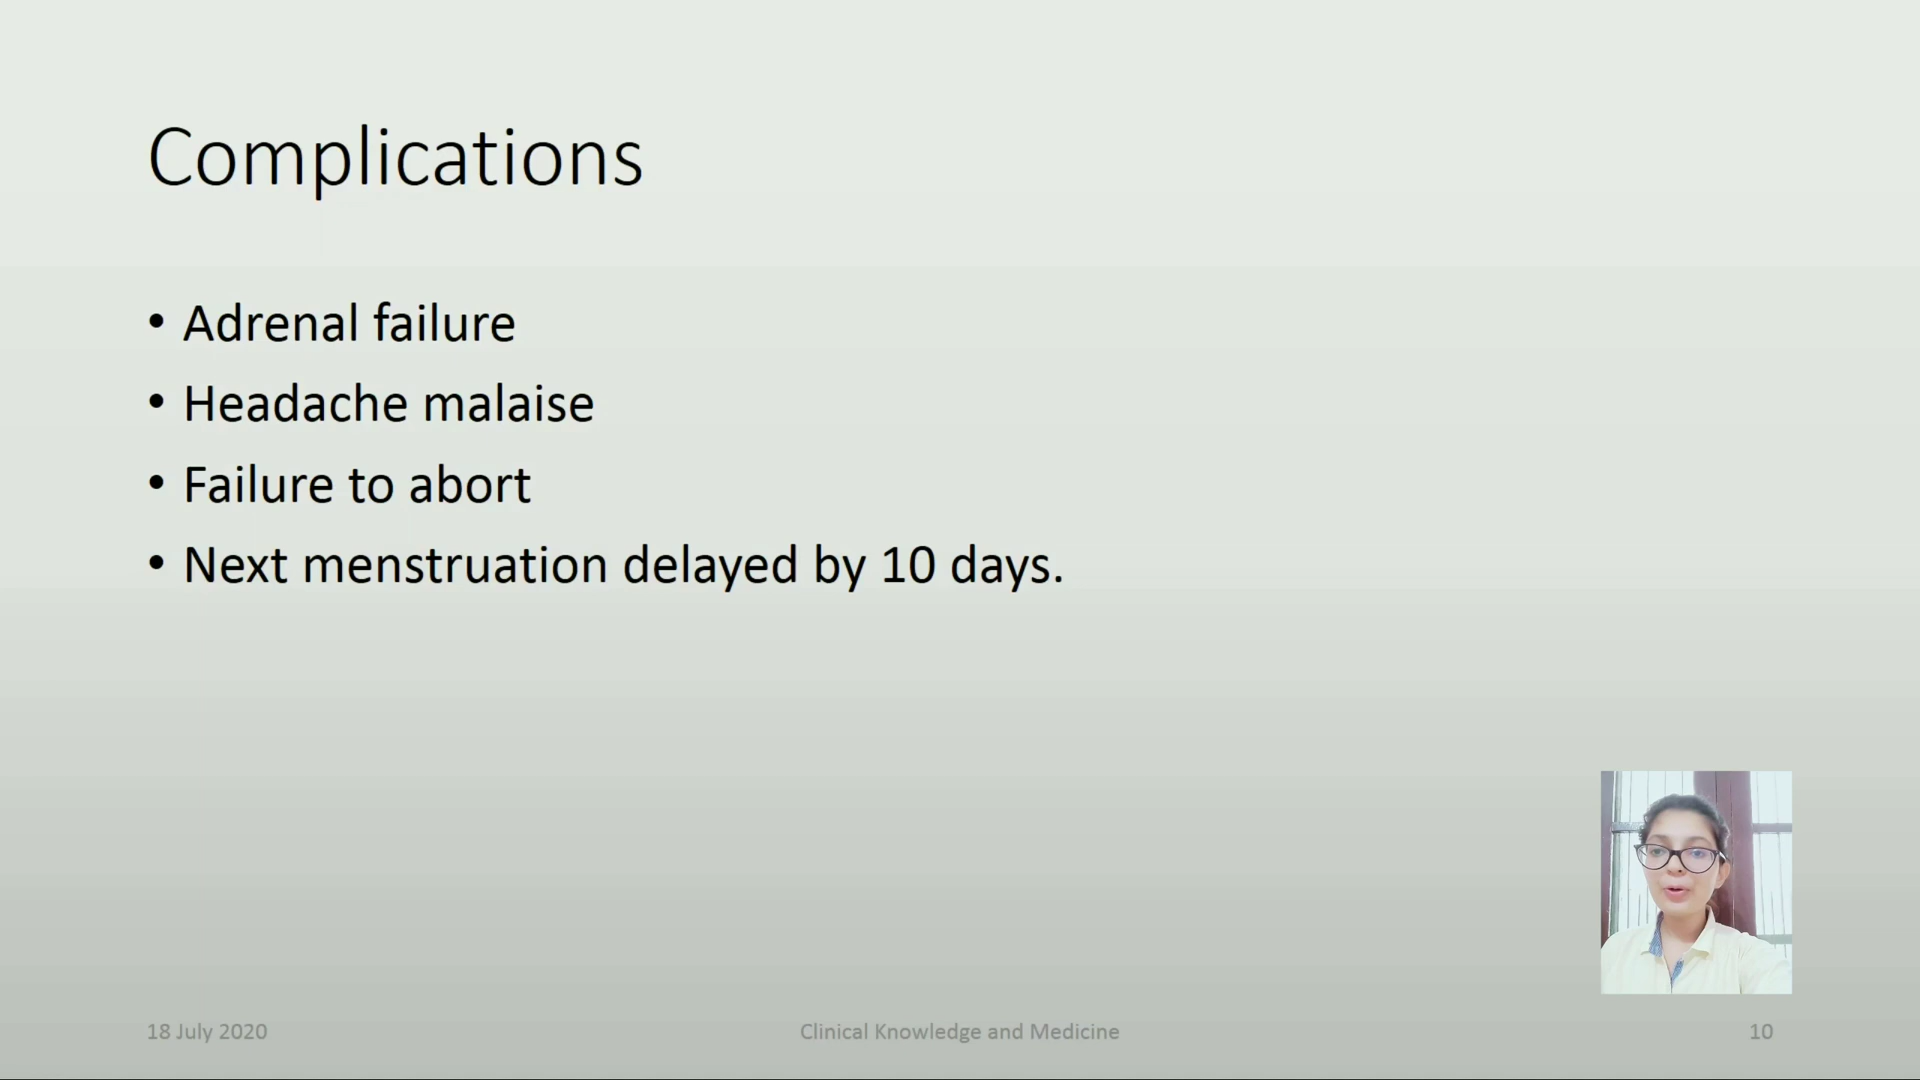 Complications
• Adrenal failure
• Headache malaise
• Failure to abort
• Next menstruation delayed by 10 days.
18 July 2020
Clinical Knowledge and Medicine
10